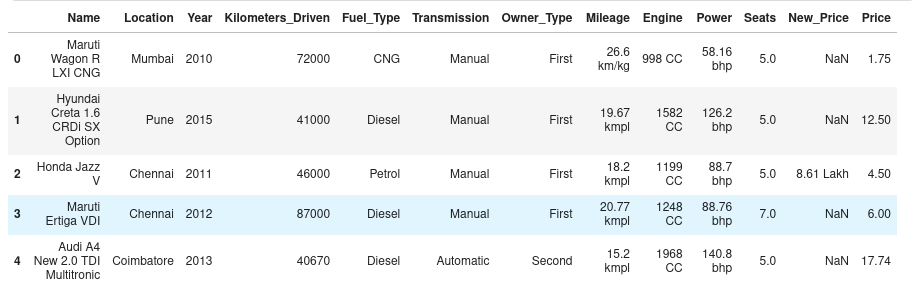 Name Location Year Kilometers_Driven Fuel_Type Transmission Owner_Type Mileage Engine Power Seats New_Price Price
0 Maruti Wagon R LXI CNG Mumbai 2010 72000 CNG Manual First 26.6 km/kg 998 CC 58.16 bhp 5.0 NaN 1.75
1 Hyundai Creta 1.6 CRDi SX Option Pune 2015 41000 Diesel Manual First 19.67 kmpl 1582 CC 126.2 bhp 5.0 NaN 12.50
2 Honda Jazz V Chennai 2011 46000 Petrol Manual First 18.2 kmpl 1199 CC 88.7 bhp 5.0 8.61 Lakh 4.50
3 Maruti Ertiga VDI Chennai 2012 87000 Diesel Manual First 20.77 kmpl 1248 CC 88.76 bhp 7.0 NaN 6.00
4 Audi A4 New 2.0 TDI Multitronic Coimbatore 2013 40670 Diesel Automatic Second 15.2 kmpl 1968 CC 140.8 bhp 5.0 NaN 17.74